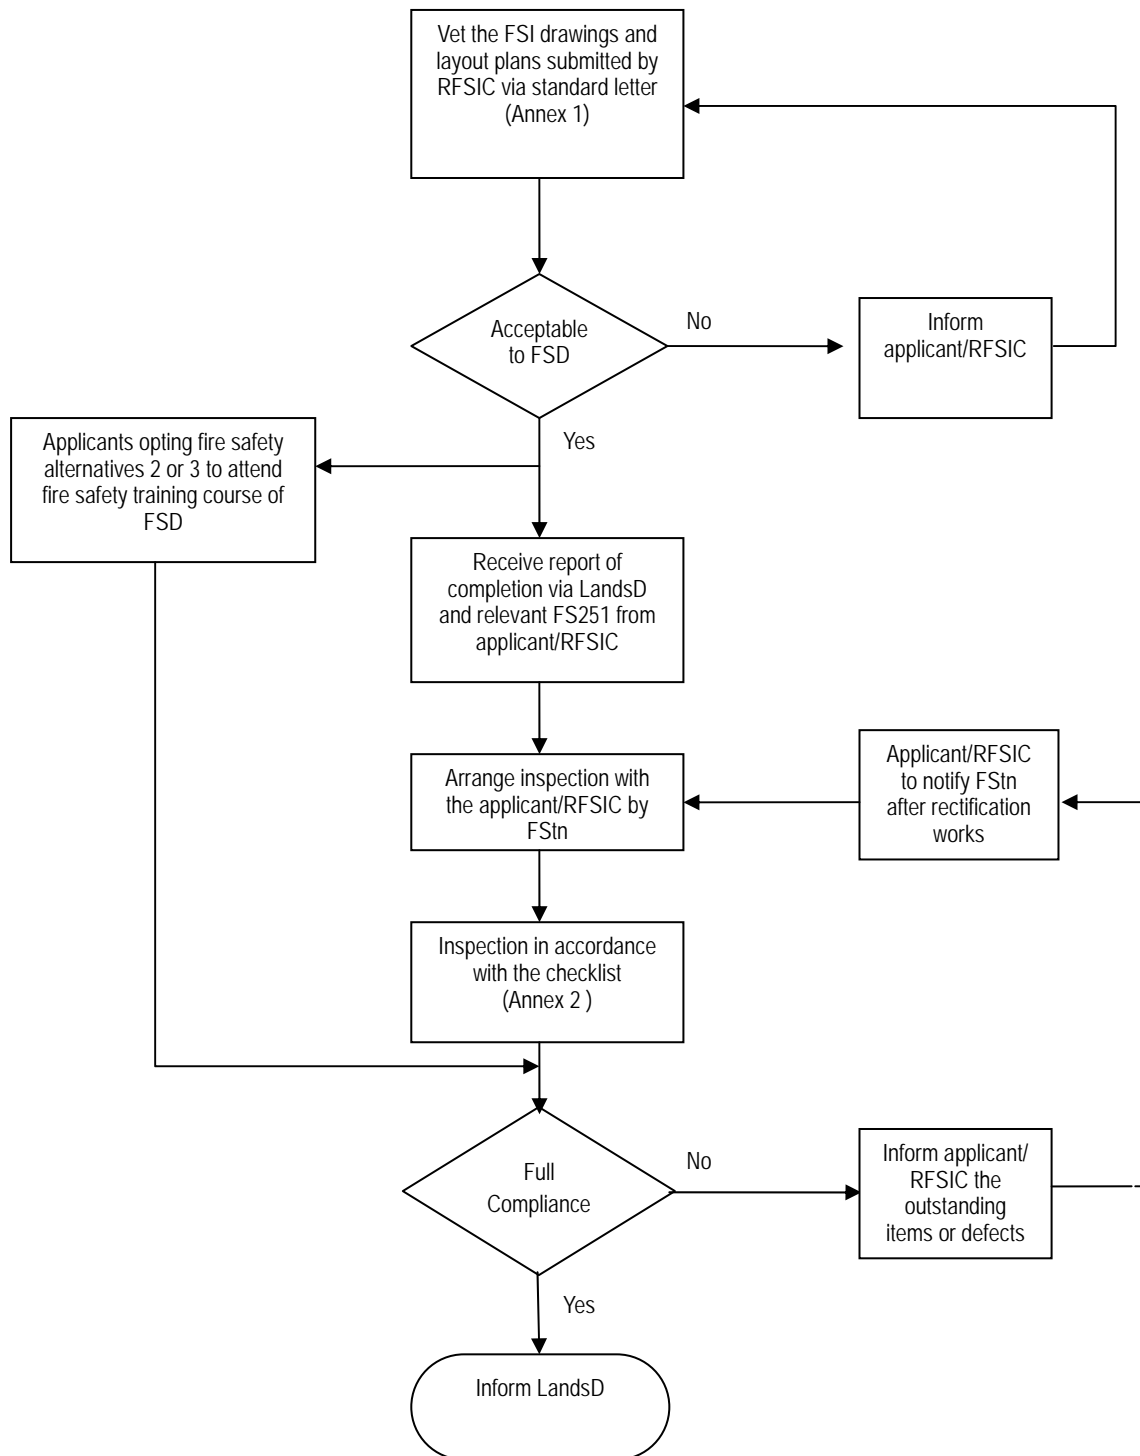 Vet the FSI drawings and
layout plans submitted by
RFSIC via standard letter
(Annex 1)
Acceptable
to FSD
No
Inform
applicant/RFSIC
Yes
Applicants opting fire safety
alternatives 2 or 3 to attend
fire safety training course of
FSD
Receive report of
completion via LandsD
and relevant FS251 from
applicant/RFSIC
Arrange inspection with
the applicant/RFSIC by
FStn
Applicant/RFSIC
to notify FStn
after rectification
works
Inspection in accordance
with the checklist
(Annex 2 )
Full
Compliance
No
Inform applicant/
RFSIC the
outstanding
items or defects
Yes
Inform LandsD